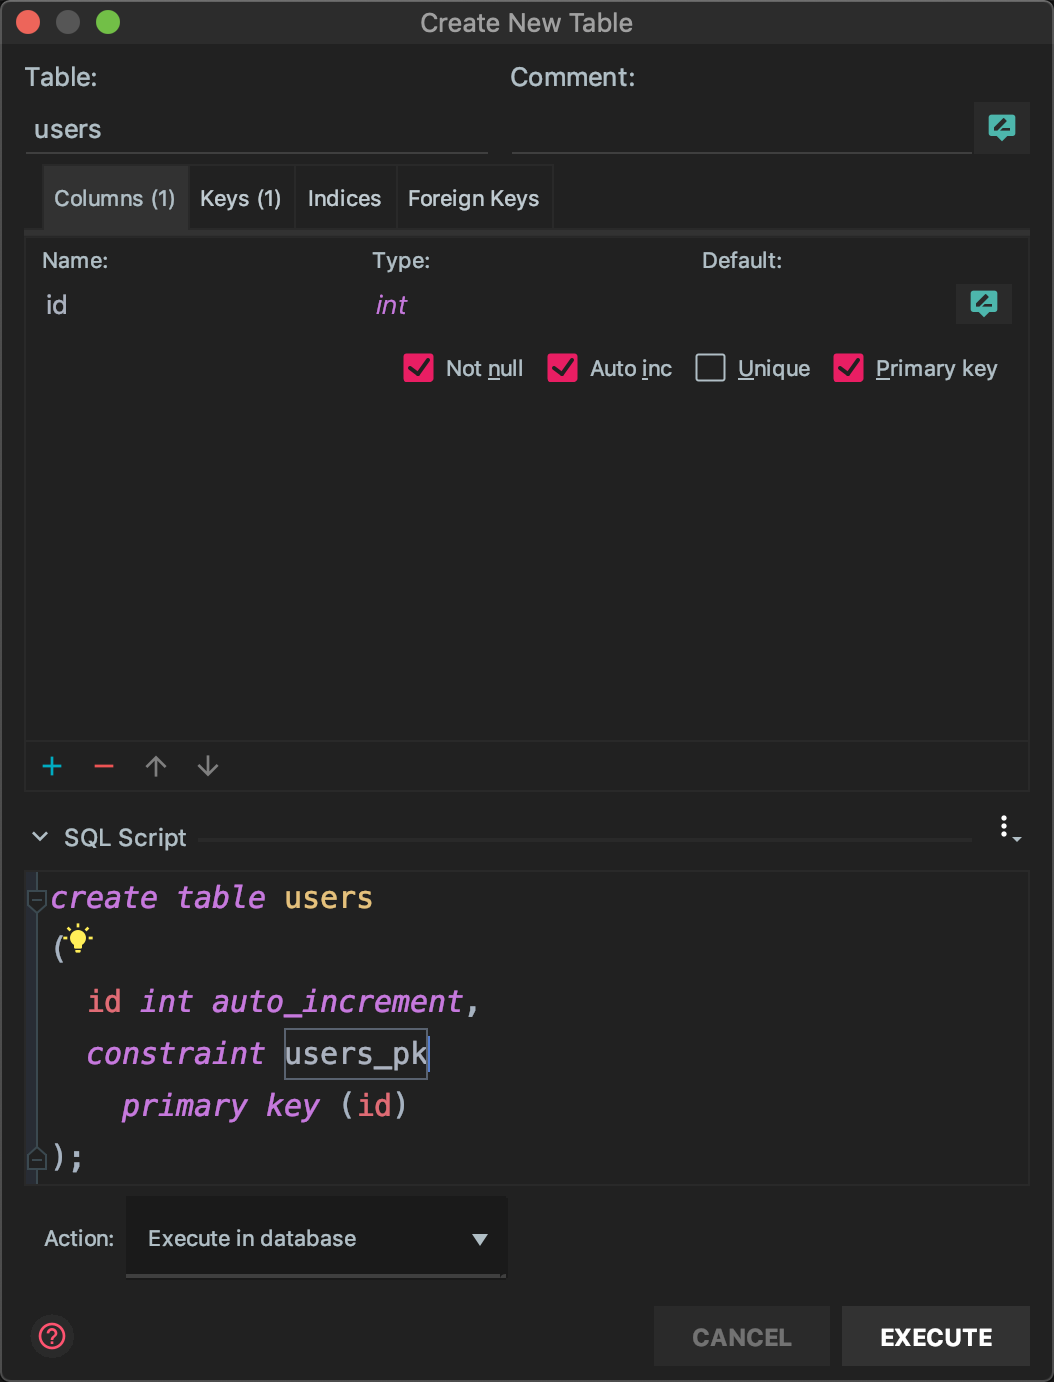 Create New Table
Table: Comment:
users
Columns (1) Keys (1) Indices Foreign Keys
Name: Type: Default:
id int
Not null Auto inc Unique Primary key
SQL Script
create table users
(
id int auto_increment,
constraint users_pk
primary key (id)
);
Action: Execute in database
? CANCEL EXECUTE